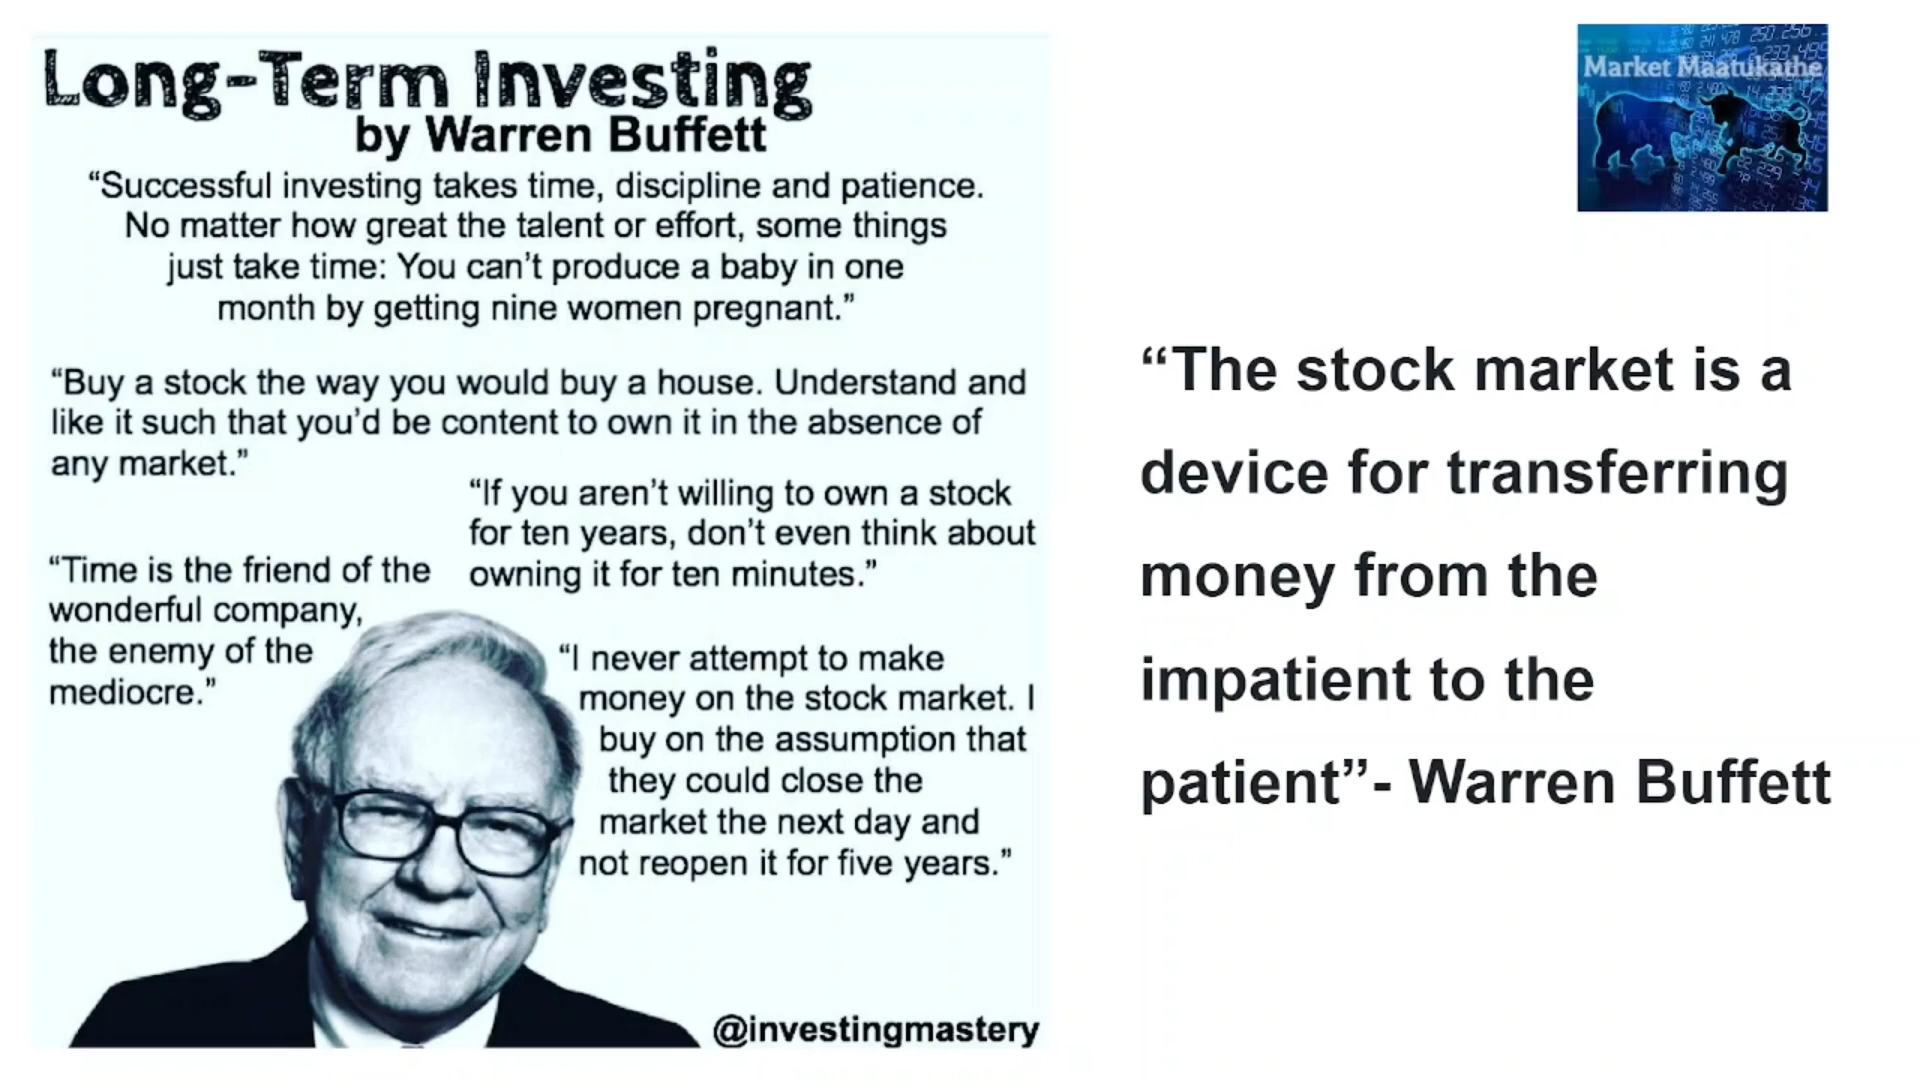 Long-Term Investing
by Warren Buffett
“Successful investing takes time, discipline and patience.
No matter how great the talent or effort, some things
just take time: You can’t produce a baby in one
month by getting nine women pregnant.”
“Buy a stock the way you would buy a house. Understand and
like it such that you’d be content to own it in the absence of
any market.”
“If you aren’t willing to own a stock
for ten years, don’t even think about
owning it for ten minutes.”
“Time is the friend of the
wonderful company,
the enemy of the
mediocre.”
“I never attempt to make
money on the stock market. I
buy on the assumption that
they could close the
market the next day and
not reopen it for five years.”
@investingmastery
Market Maatukathe
“The stock market is a
device for transferring
money from the
impatient to the
patient”- Warren Buffett